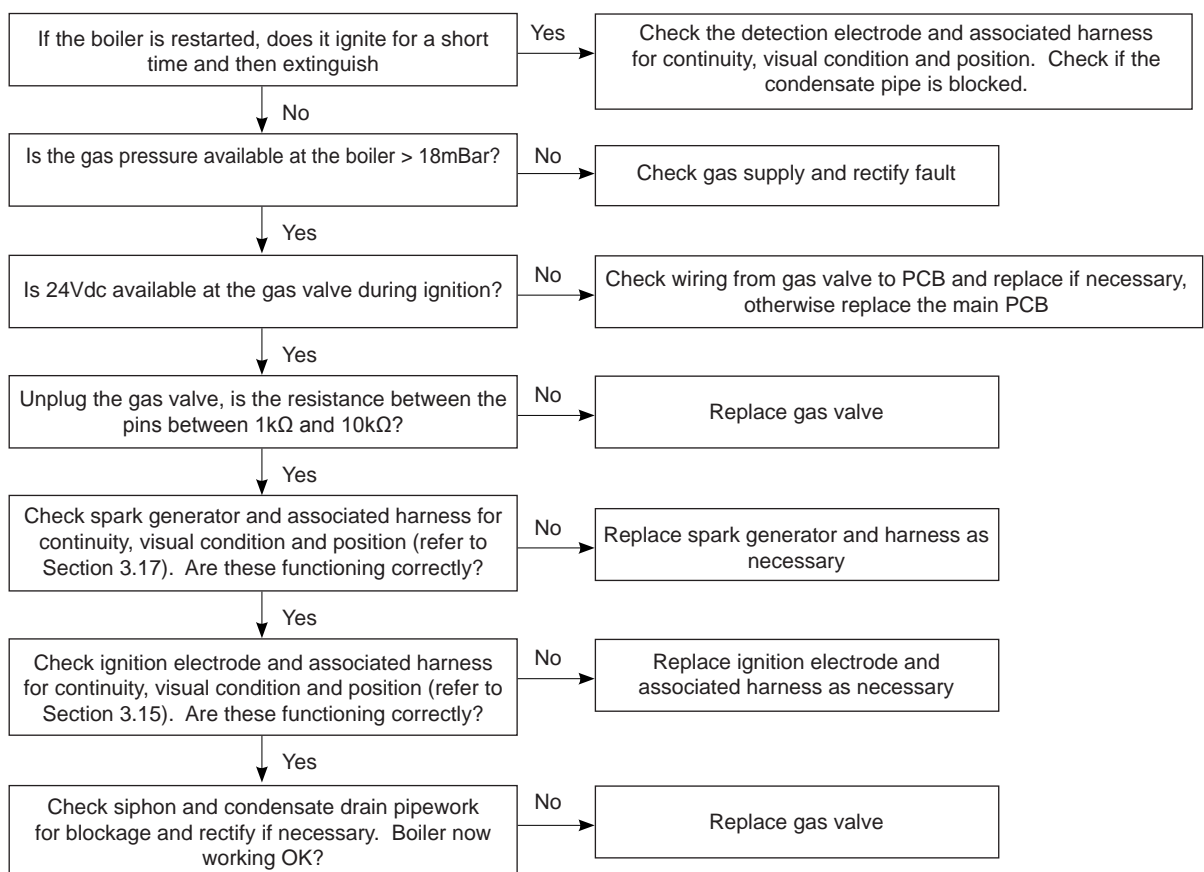 If the boiler is restarted, does it ignite for a short
time and then extinguish
Yes
Check the detection electrode and associated harness
for continuity, visual condition and position.  Check if the
condensate pipe is blocked.
No
Is the gas pressure available at the boiler > 18mBar?
No
Check gas supply and rectify fault
Yes
Is 24Vdc available at the gas valve during ignition?
No
Check wiring from gas valve to PCB and replace if necessary,
otherwise replace the main PCB
Yes
Unplug the gas valve, is the resistance between the
pins between 1kΩ and 10kΩ?
No
Replace gas valve
Yes
Check spark generator and associated harness for
continuity, visual condition and position (refer to
Section 3.17).  Are these functioning correctly?
No
Replace spark generator and harness as
necessary
Yes
Check ignition electrode and associated harness
for continuity, visual condition and position (refer to
Section 3.15).  Are these functioning correctly?
No
Replace ignition electrode and
associated harness as necessary
Yes
Check siphon and condensate drain pipework
for blockage and rectify if necessary.  Boiler now
working OK?
No
Replace gas valve